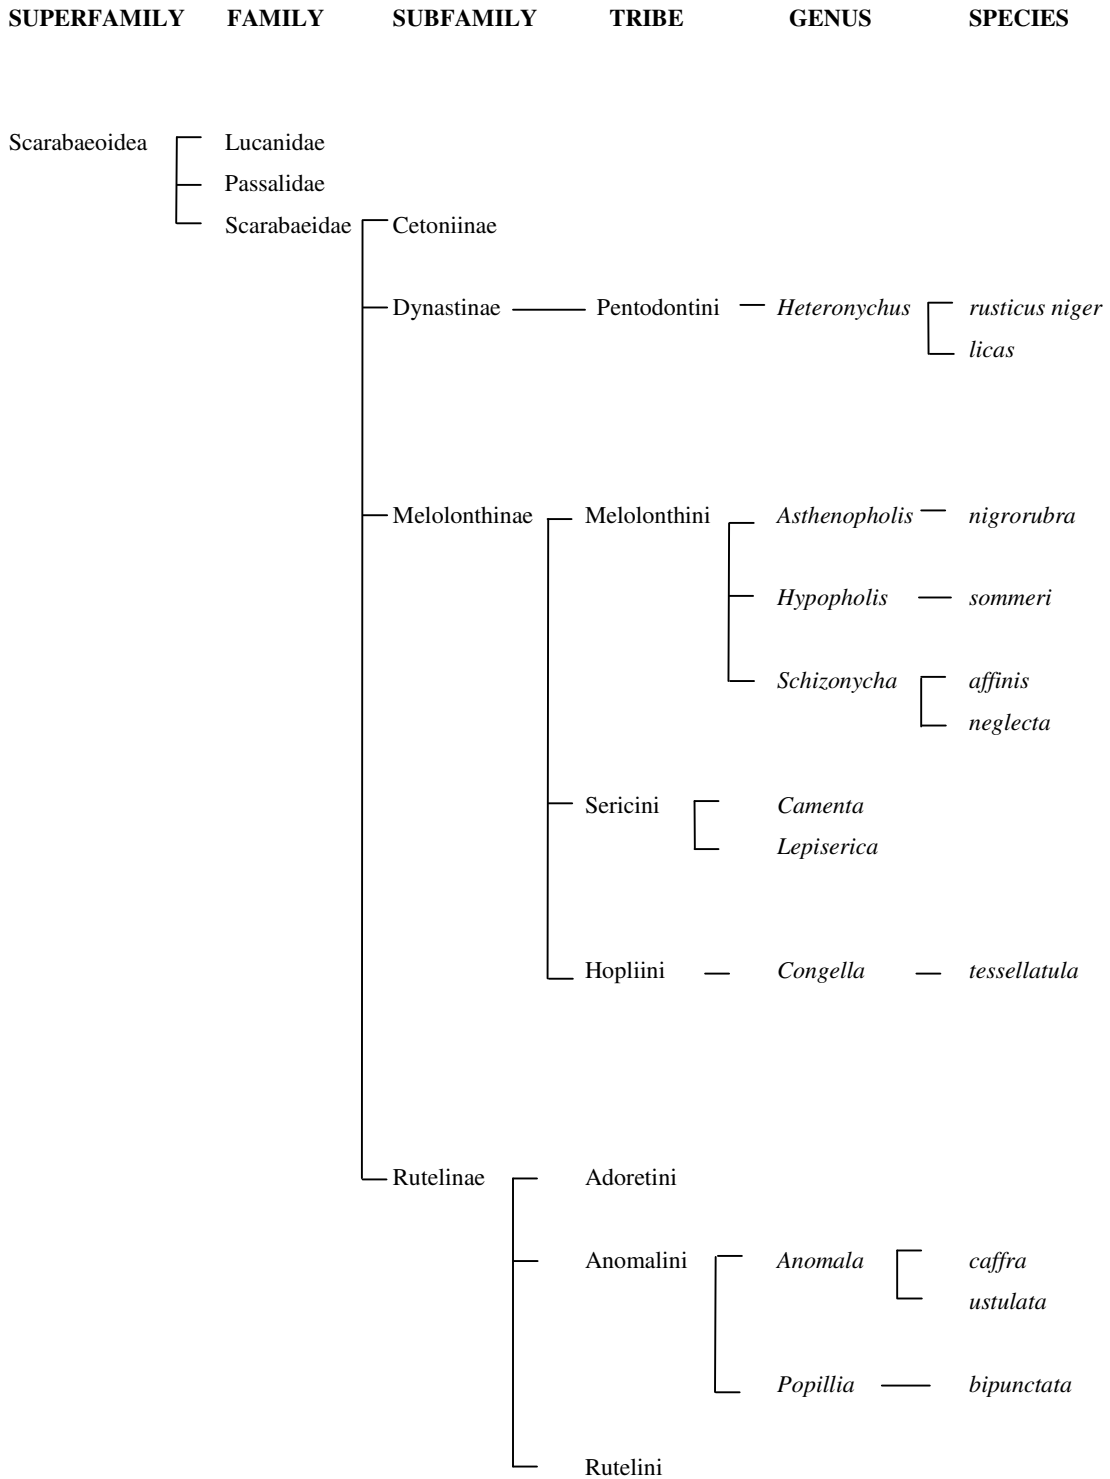 SUPERFAMILY FAMILY SUBFAMILY TRIBE GENUS SPECIES
Scarabaeoidea Lucanidae
Passalidae
Scarabaeidae Cetoniinae
Dynastinae Pentodontini Heteronychus rusticus niger
licas
Melolonthinae Melolonthini Asthenopholis nigrorubra
Hypopholis sommeri
Schizonycha affinis
neglecta
Sericini Camenta
Lepiserica
Hopliini Congella tessellatula
Rutelinae Adoretini
Anomalini Anomala caffra
ustulata
Popillia bipunctata
Rutelini